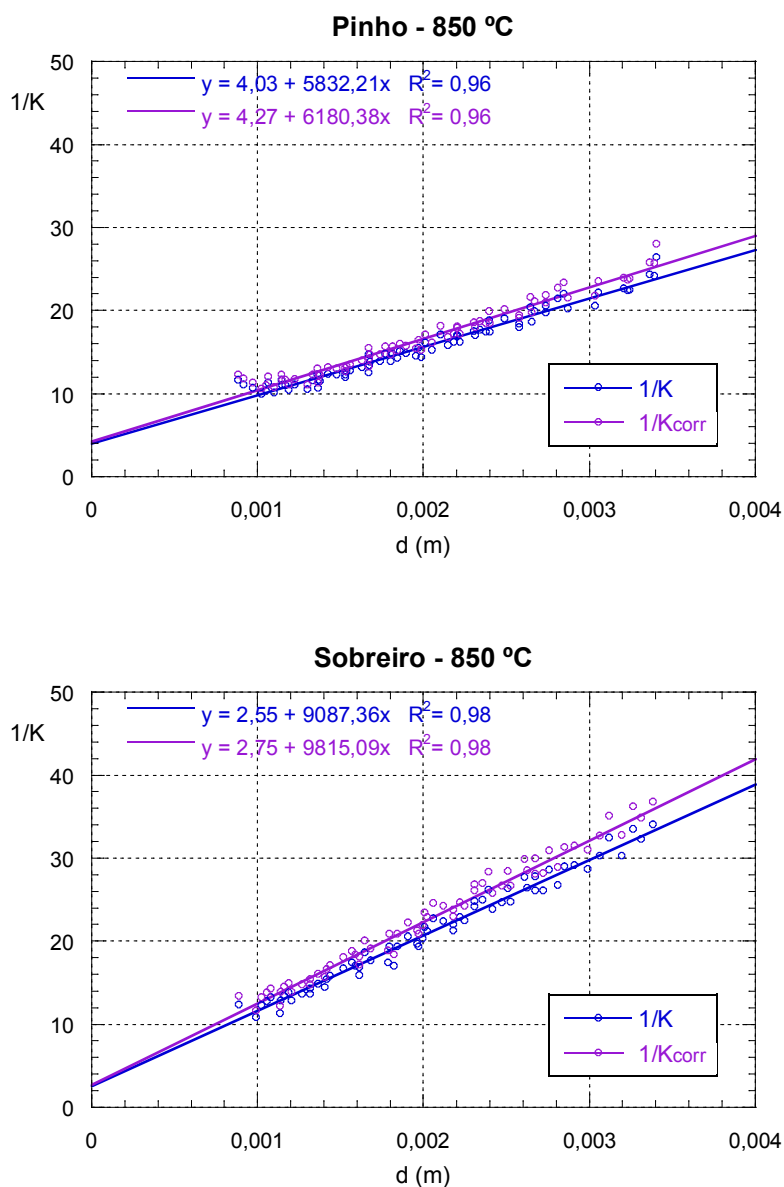 Pinho - 850 ºC
50
y = 4,03 + 5832,21x R²= 0,96
1/K
y = 4,27 + 6180,38x R²= 0,96
40
30
20
1/K
10
1/Kcorr
0
0 0,001 0,002 0,003 0,004
d (m)
Sobreiro - 850 ºC
50
y = 2,55 + 9087,36x R²= 0,98
1/K
y = 2,75 + 9815,09x R²= 0,98
40
30
20
1/K
10
1/Kcorr
0
0 0,001 0,002 0,003 0,004
d (m)